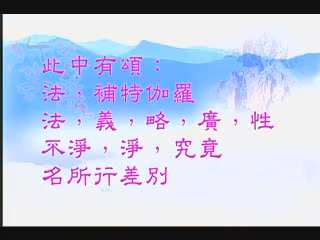 此中有頌：
法，補特伽羅
法，義，略，廣，性
不淨，淨，究竟
名所行差別